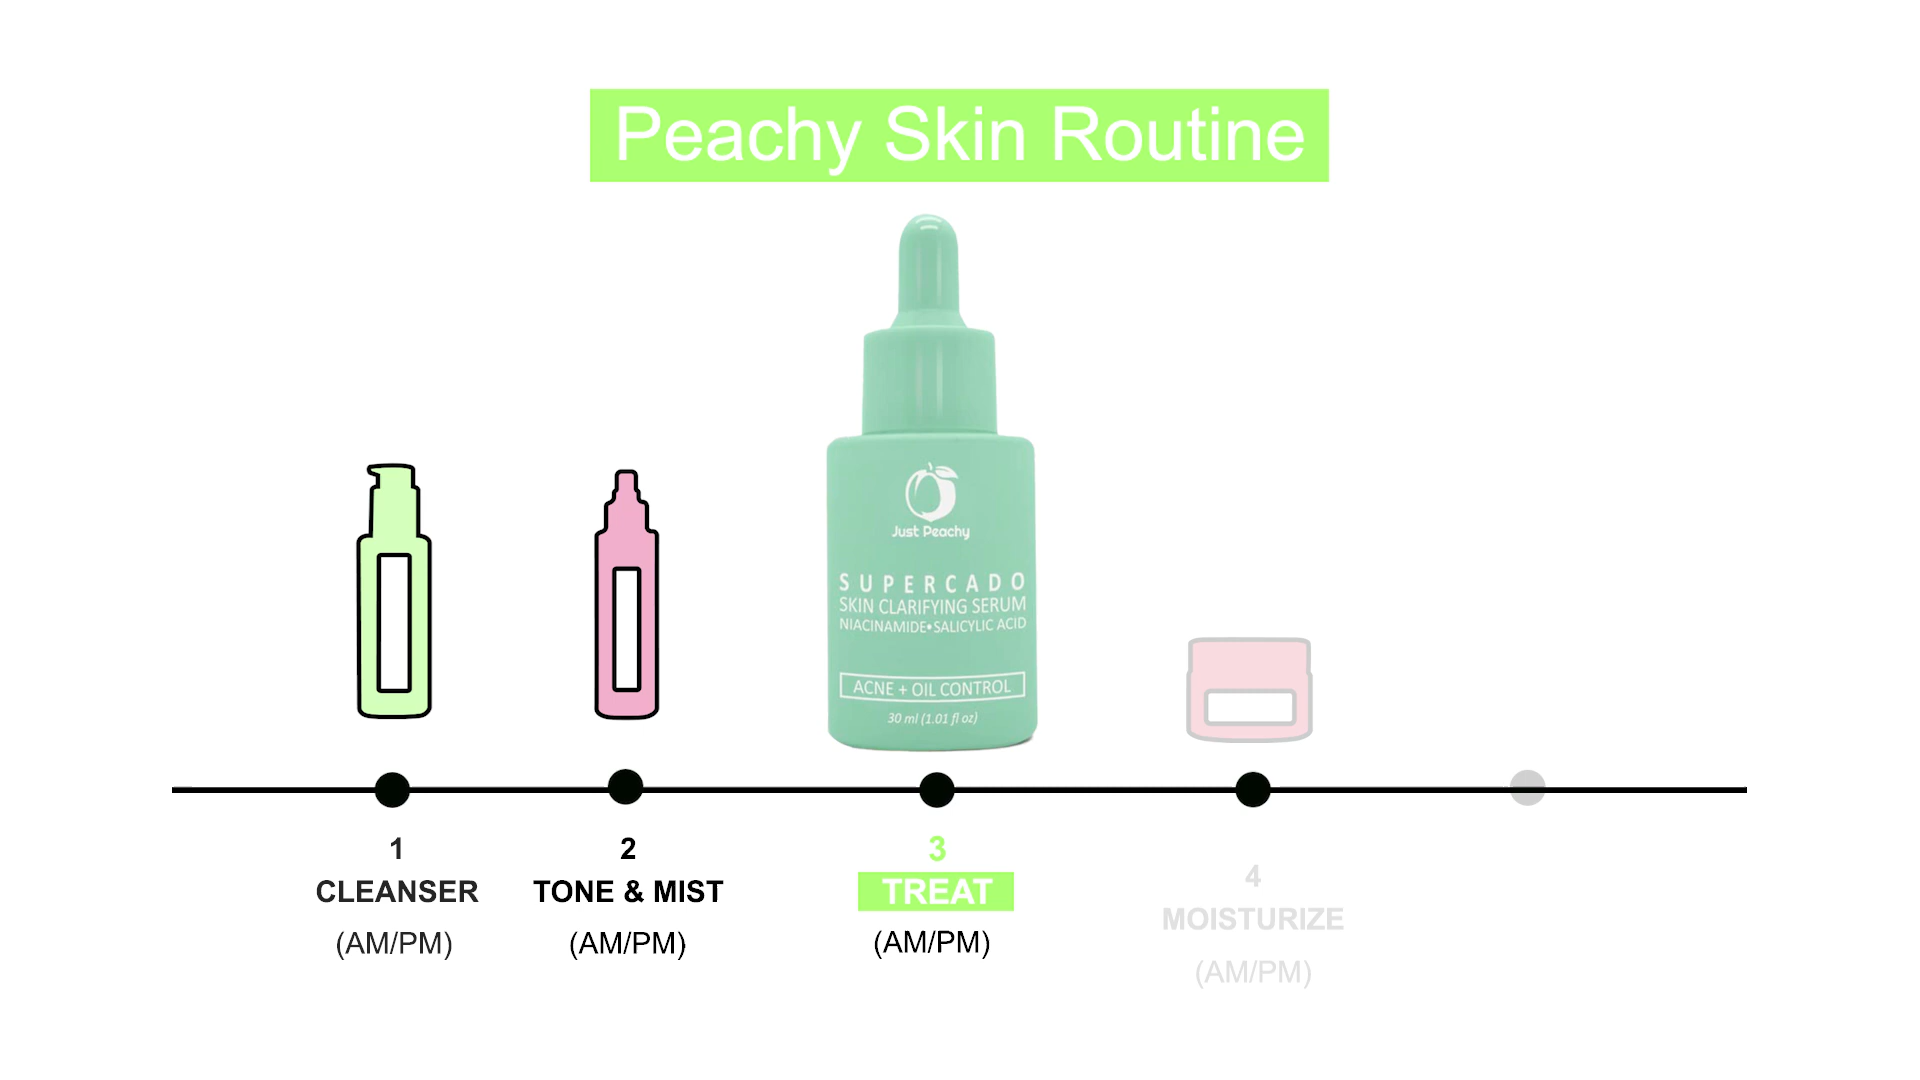 Peachy Skin Routine
Just Peachy
SUPERCADO
SKIN CLARIFYING SERUM
NIACINAMIDE•SALICYLIC ACID
ACNE + OIL CONTROL
30 ml (1.01 fl oz)
1
CLEANSER
(AM/PM)
2
TONE & MIST
(AM/PM)
3
TREAT
(AM/PM)
4
MOISTURIZE
(AM/PM)